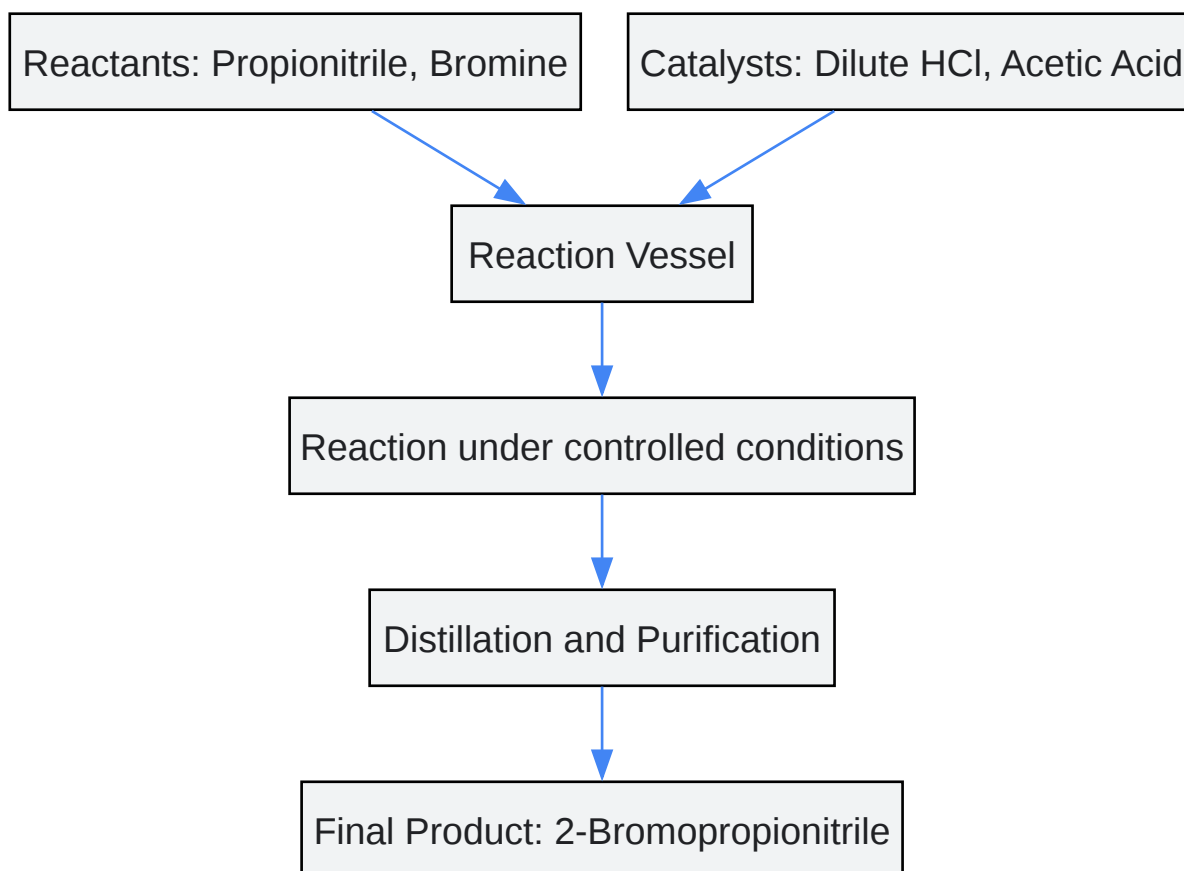 Reactants: Propionitrile, Bromine
Catalysts: Dilute HCl, Acetic Acid
Reaction Vessel
Reaction under controlled conditions
Distillation and Purification
Final Product: 2-Bromopropionitrile